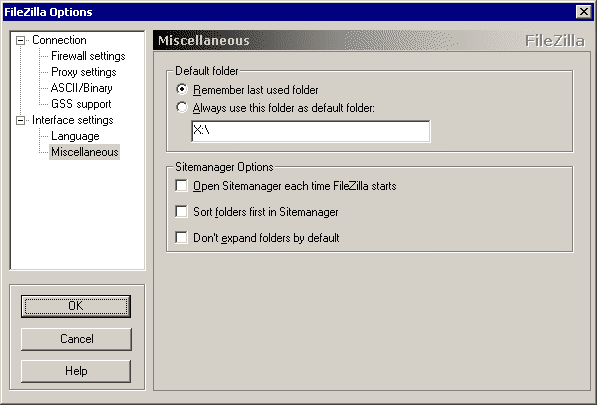 FileZilla Options
Connection
Firewall settings
Proxy settings
ASCII/Binary
GSS support
Interface settings
Language
Miscellaneous
OK
Cancel
Help
Miscellaneous
FileZilla
Default folder
Remember last used folder
Always use this folder as default folder:
X:\
Sitemanager Options
Open Sitemanager each time FileZilla starts
Sort folders first in Sitemanager
Don't expand folders by default